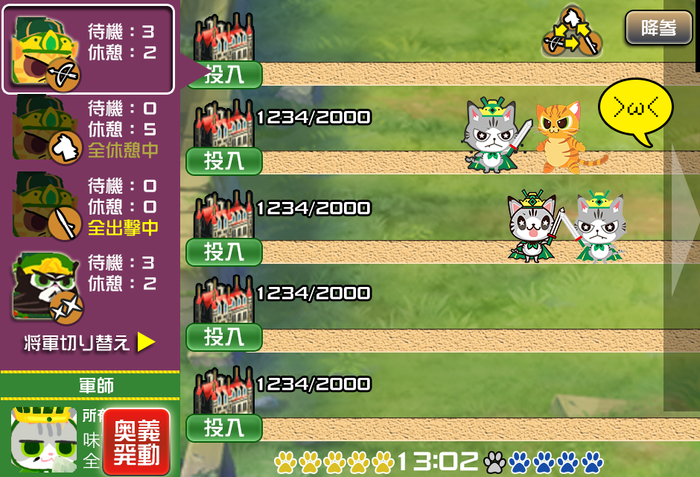 待機：3
休憩：2
待機：0
休憩：5
全休憩中
待機：0
休憩：0
全出撃中
待機：3
休憩：2
将軍切り替え
軍師
味
全
奥義
発動
投入
1234/2000
投入
1234/2000
投入
1234/2000
投入
1234/2000
投入
降参
>ω<
13:02